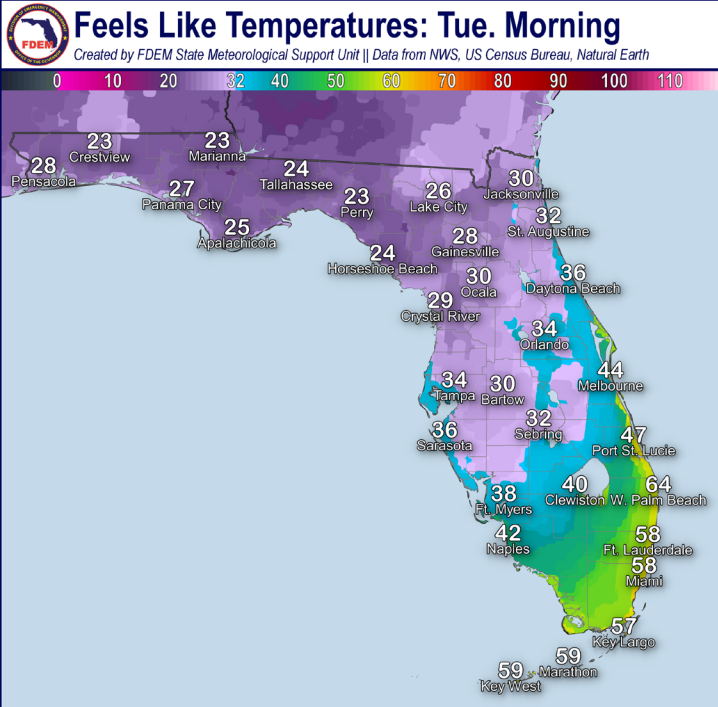 Feels Like Temperatures: Tue. Morning
Created by FDEM State Meteorological Support Unit || Data from NWS, US Census Bureau, Natural Earth
DIVISION OF EMERGENCY MANAGEMENT
FDEM
0 10 20 32 40 50 60 70 80 90 100 110
23
Crestview
23
Marianna
28
Pensacola
24
Tallahassee
30
Jacksonville
27
Panama City
23
Perry
26
Lake City
25
Apalachicola
32
St. Augustine
28
Gainesville
24
Horseshoe Beach
30
Ocala
36
Daytona Beach
29
Crystal River
34
Orlando
34
Tampa
30
Bartow
44
Melbourne
36
Sarasota
32
Sebring
47
Port St. Lucie
38
Ft. Myers
40
Clewiston
64
W. Palm Beach
42
Naples
58
Ft. Lauderdale
58
Miami
57
Key Largo
59
Marathon
59
Key West